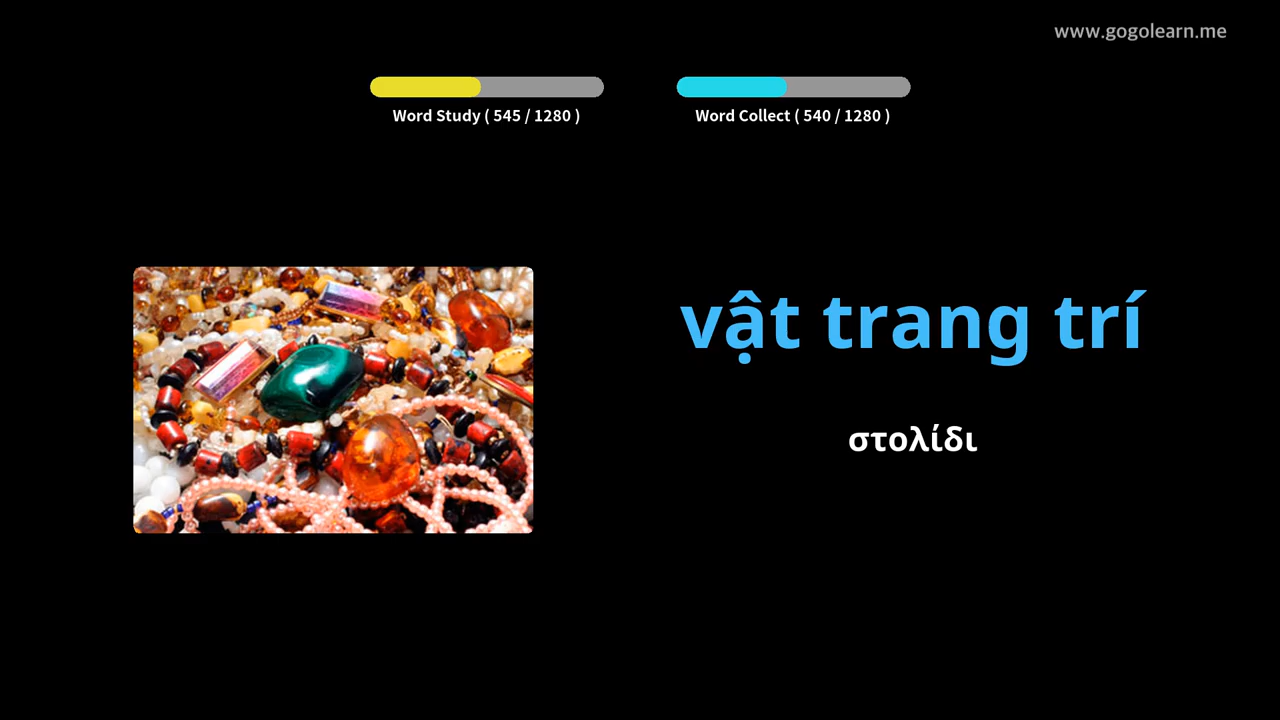 www.gogolearn.me
Word Study ( 545 / 1280 )
Word Collect ( 540 / 1280 )
vật trang trí
στολίδι